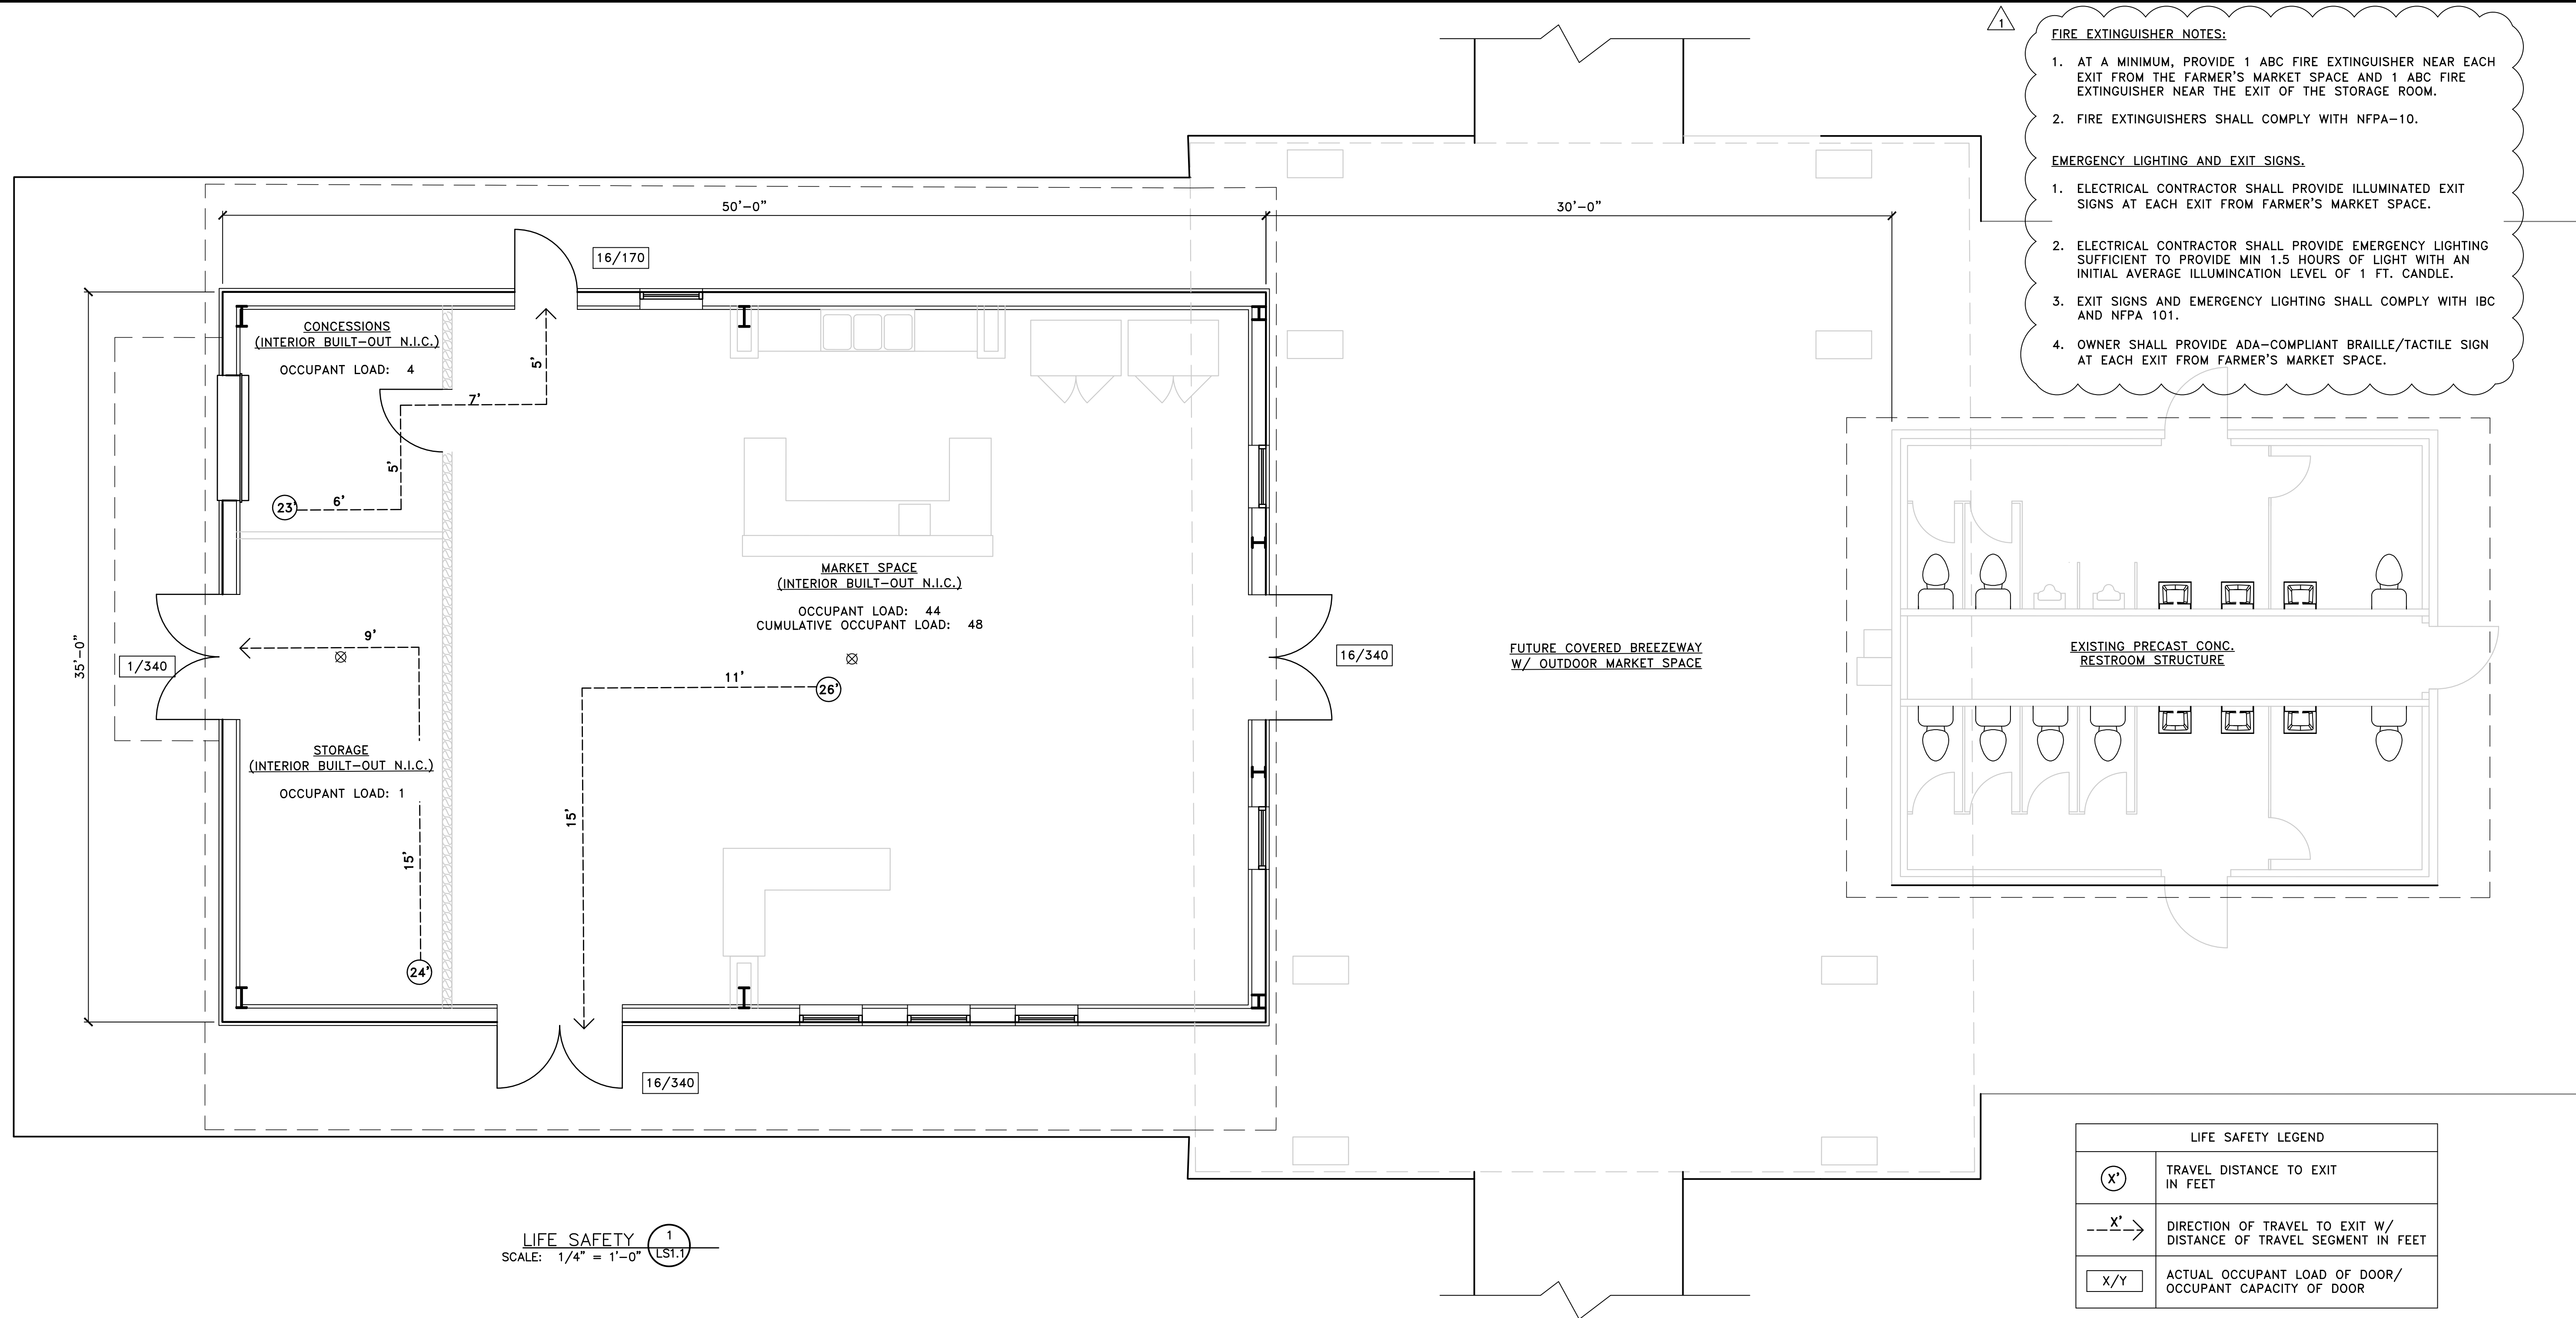 1
FIRE EXTINGUISHER NOTES:
1. AT A MINIMUM, PROVIDE 1 ABC FIRE EXTINGUISHER NEAR EACH
EXIT FROM THE FARMER'S MARKET SPACE AND 1 ABC FIRE
EXTINGUISHER NEAR THE EXIT OF THE STORAGE ROOM.
2. FIRE EXTINGUISHERS SHALL COMPLY WITH NFPA-10.
EMERGENCY LIGHTING AND EXIT SIGNS.
1. ELECTRICAL CONTRACTOR SHALL PROVIDE ILLUMINATED EXIT
SIGNS AT EACH EXIT FROM FARMER'S MARKET SPACE.
2. ELECTRICAL CONTRACTOR SHALL PROVIDE EMERGENCY LIGHTING
SUFFICIENT TO PROVIDE MIN 1.5 HOURS OF LIGHT WITH AN
INITIAL AVERAGE ILLUMINCATION LEVEL OF 1 FT. CANDLE.
3. EXIT SIGNS AND EMERGENCY LIGHTING SHALL COMPLY WITH IBC
AND NFPA 101.
4. OWNER SHALL PROVIDE ADA-COMPLIANT BRAILLE/TACTILE SIGN
AT EACH EXIT FROM FARMER'S MARKET SPACE.
50'-0"
30'-0"
16/170
CONCESSIONS
(INTERIOR BUILT-OUT N.I.C.)
OCCUPANT LOAD: 4
5'
7'
5'
6'
23'
MARKET SPACE
(INTERIOR BUILT-OUT N.I.C.)
OCCUPANT LOAD: 44
CUMULATIVE OCCUPANT LOAD: 48
35'-0"
1/340
9'
11'
26'
16/340
FUTURE COVERED BREEZEWAY
W/ OUTDOOR MARKET SPACE
EXISTING PRECAST CONC.
RESTROOM STRUCTURE
STORAGE
(INTERIOR BUILT-OUT N.I.C.)
OCCUPANT LOAD: 1
15'
15'
24'
16/340
LIFE SAFETY
SCALE: 1/4" = 1'-0"
1
LS1.1
LIFE SAFETY LEGEND
X'
TRAVEL DISTANCE TO EXIT
IN FEET
X'
DIRECTION OF TRAVEL TO EXIT W/
DISTANCE OF TRAVEL SEGMENT IN FEET
X/Y
ACTUAL OCCUPANT LOAD OF DOOR/
OCCUPANT CAPACITY OF DOOR